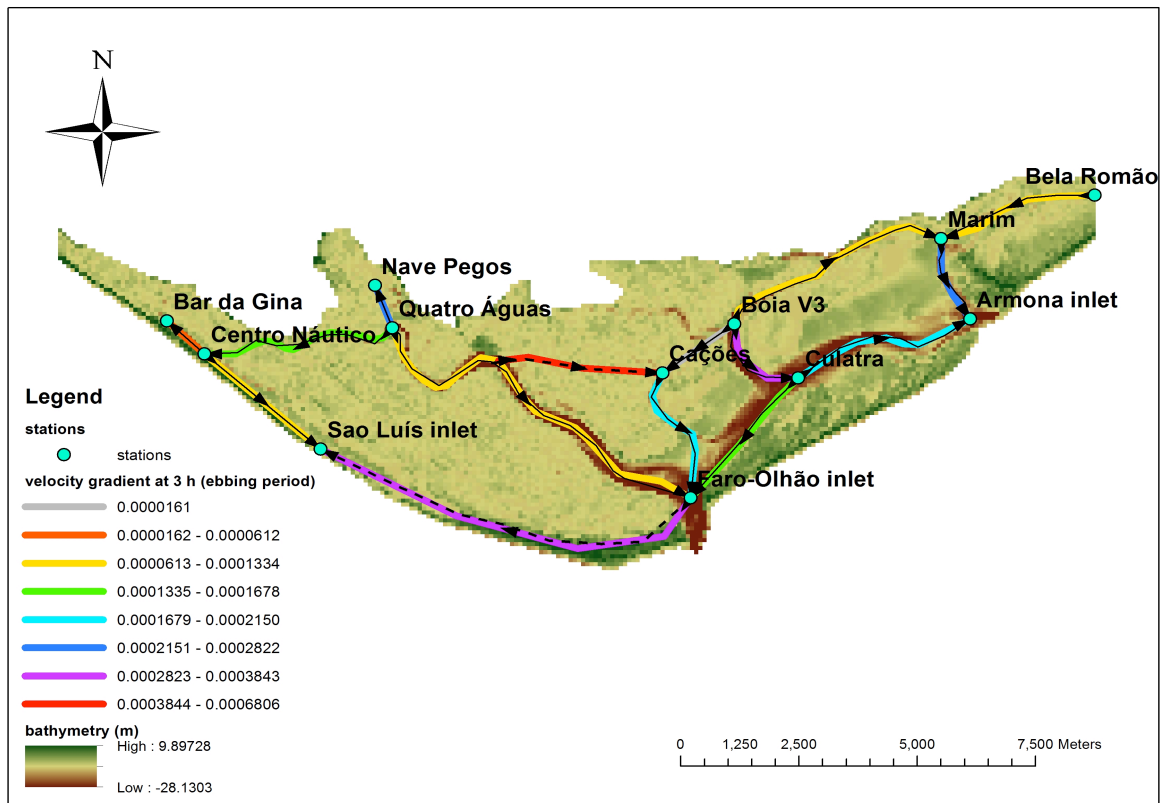 N
Bela Romão
Marim
Nave Pegos
Bar da Gina
Quatro Águas
Boia V3
Armona inlet
Centro Náutico
Cações
Culatra
Legend
stations
stations
Sao Luís inlet
velocity gradient at 3 h (ebbing period)
Faro-Olhão inlet
0.0000161
0.0000162 - 0.0000612
0.0000613 - 0.0001334
0.0001335 - 0.0001678
0.0001679 - 0.0002150
0.0002151 - 0.0002822
0.0002823 - 0.0003843
0.0003844 - 0.0006806
bathymetry (m)
High : 9.89728
Low : -28.1303
0 1,250 2,500 5,000 7,500 Meters